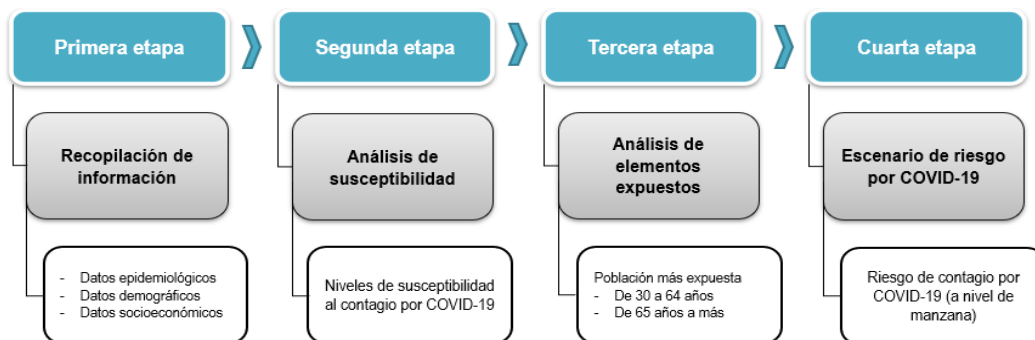 Primera etapa
Segunda etapa
Tercera etapa
Cuarta etapa
Recopilación de
información
Análisis de
susceptibilidad
Análisis de
elementos
expuestos
Escenario de riesgo
por COVID-19
- Datos epidemiológicos
- Datos demográficos
- Datos socioeconómicos
Niveles de susceptibilidad
al contagio por COVID-19
Población más expuesta
- De 30 a 64 años
- De 65 años a más
Riesgo de contagio por
COVID-19 (a nivel de
manzana)